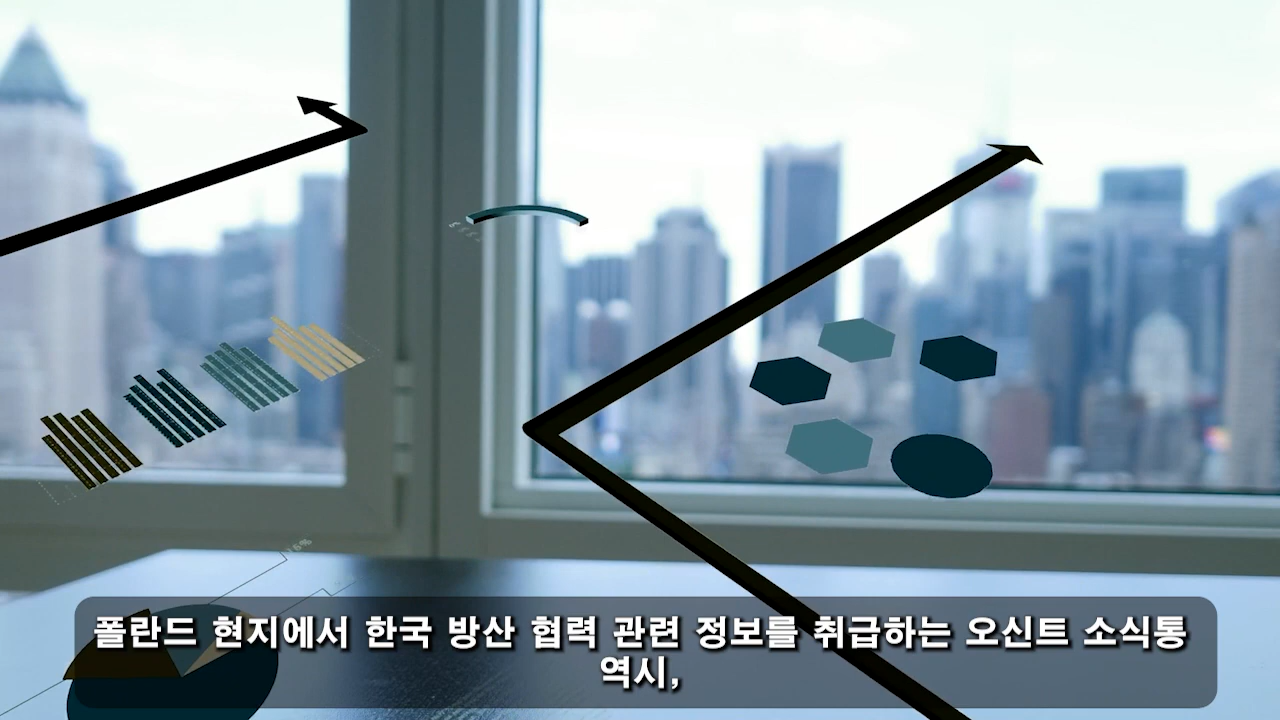 폴란드 현지에서 한국 방산 협력 관련 정보를 취급하는 오신트 소식통
역시,